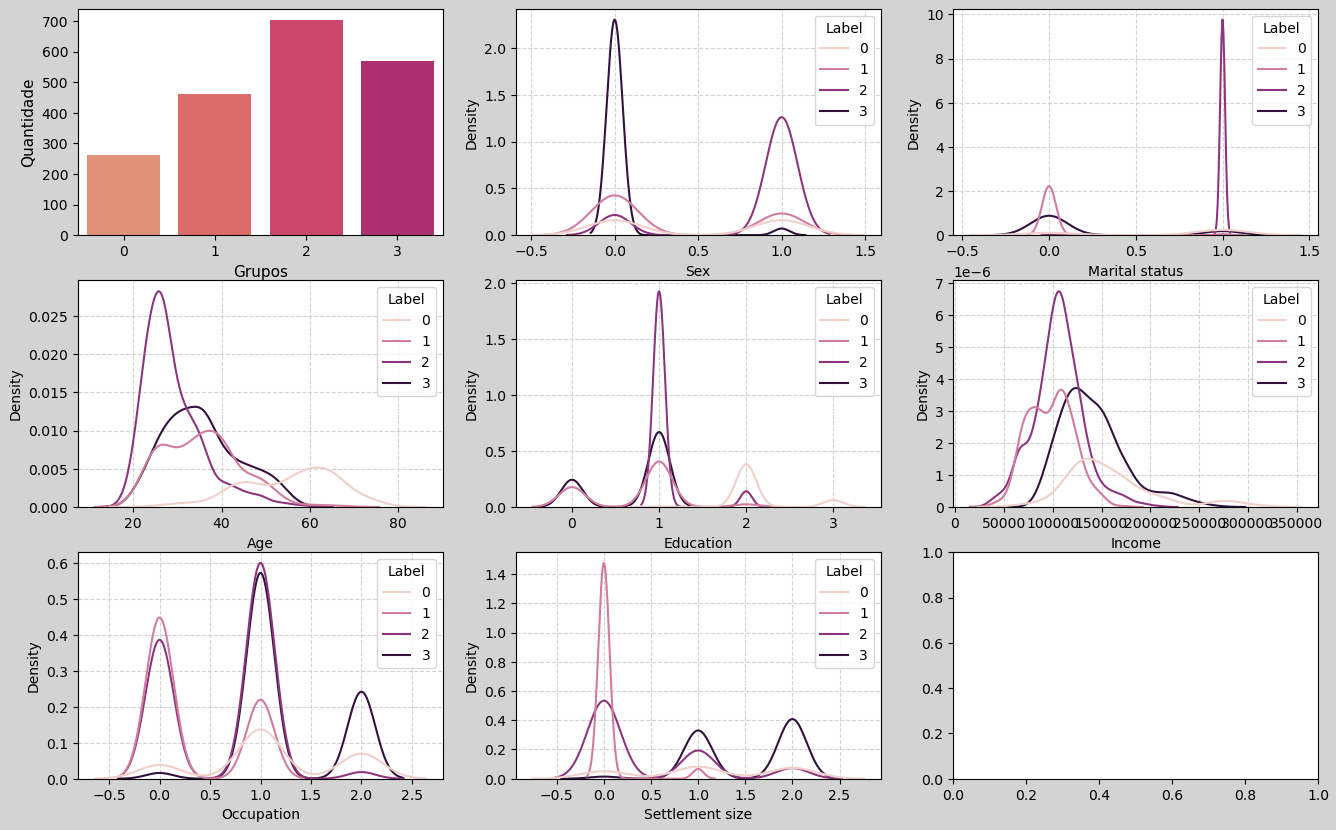 700
600
500
400
300
200
100
0
Quantidade
0 1 2 3
Grupos
2.0
1.5
1.0
0.5
0.0
Density
Label
0
1
2
3
−0.5 0.0 0.5 1.0 1.5
Sex
10
8
6
4
2
0
Density
Label
0
1
2
3
−0.5 0.0 0.5 1.0 1.5
Marital status
0.025
0.020
0.015
0.010
0.005
0.000
Density
Label
0
1
2
3
20 40 60 80
Age
2.0
1.5
1.0
0.5
0.0
Density
Label
0
1
2
3
0 1 2 3
Education
1e−6
7
6
5
4
3
2
1
0
Density
Label
0
1
2
3
0 50000 100000 150000 200000 250000 300000 350000
Income
0.6
0.5
0.4
0.3
0.2
0.1
0.0
Density
Label
0
1
2
3
−0.5 0.0 0.5 1.0 1.5 2.0 2.5
Occupation
1.4
1.2
1.0
0.8
0.6
0.4
0.2
0.0
Density
Label
0
1
2
3
−0.5 0.0 0.5 1.0 1.5 2.0 2.5
Settlement size
1.0
0.8
0.6
0.4
0.2
0.0
0.0 0.2 0.4 0.6 0.8 1.0